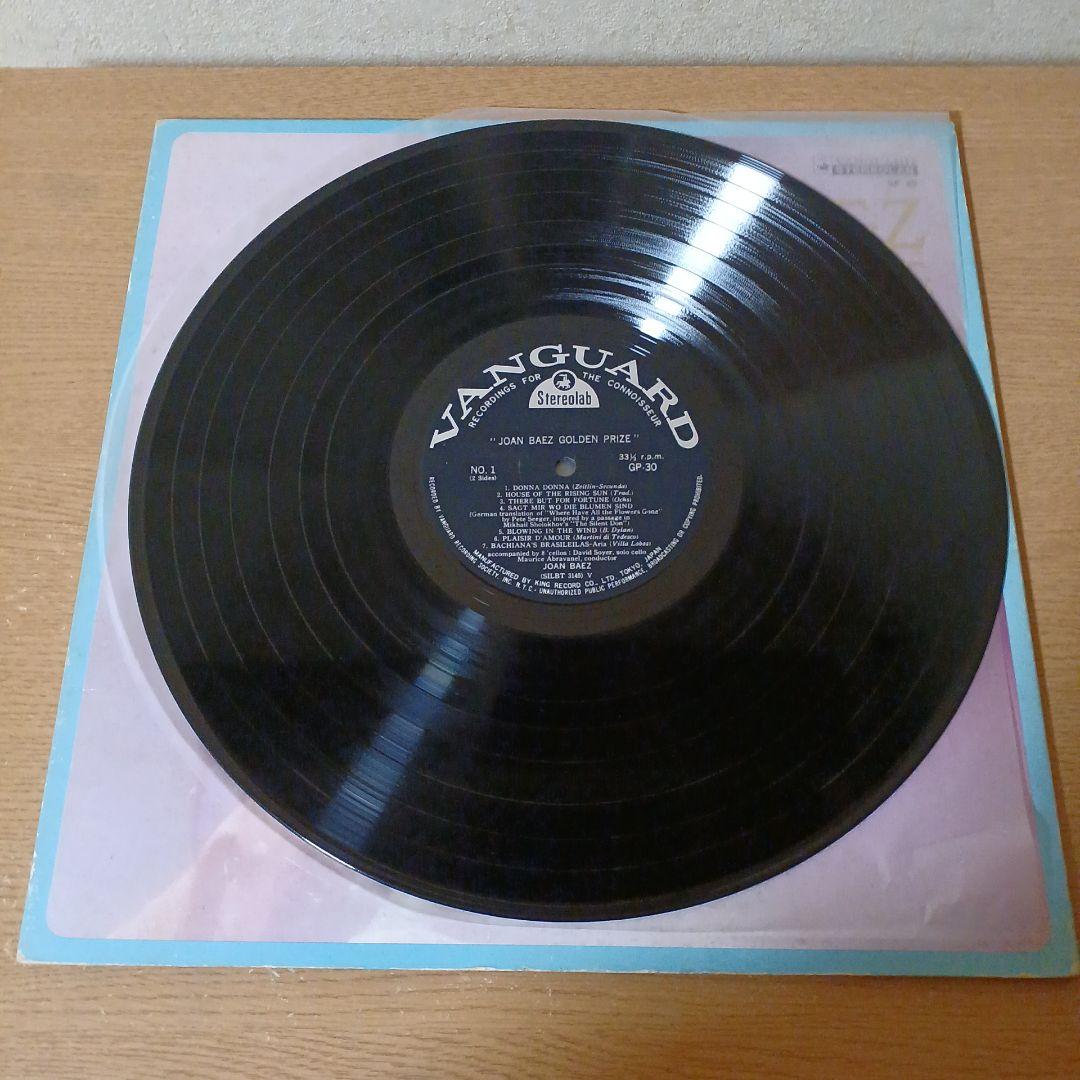 STEREOLAB
EZ
VANGUARD
RECORDINGS FOR THE CONNOISSEUR
Stereolab
"JOAN BAEZ GOLDEN PRIZE"
33⅓ r.p.m.
NO. 1 GP-30
(2 Sides)
1. DONNA DONNA (Zeitlin-Secunda)
2. HOUSE OF THE RISING SUN (Trad.)
3. THERE BUT FOR FORTUNE (Ochs)
4. SAGT MIR WO DIE BLUMEN SIND
(German translation of "Where Have All the Flowers Gone"
by Pete Seeger, inspired by a passage in
Mikhail Sholokhov's "The Silent Don")
5. BLOWING IN THE WIND (B. Dylan)
6. PLAISIR D'AMOUR (Martini di Tedesco)
7. BACHIANA'S BRASILEILAS-Aria (Villa Lobos)
accompanied by 8 'cellos: David Soyer, solo cello
Maurice Abravanel, conductor
JOAN BAEZ
(SILBT 3140) V
MANUFACTURED BY KING RECORD CO., LTD. TOKYO, JAPAN
RECORDED BY VANGUARD RECORDING SOCIETY, INC. N.Y.C. - UNAUTHORIZED PUBLIC PERFORMANCE, BROADCASTING OR COPYING PROHIBITED.